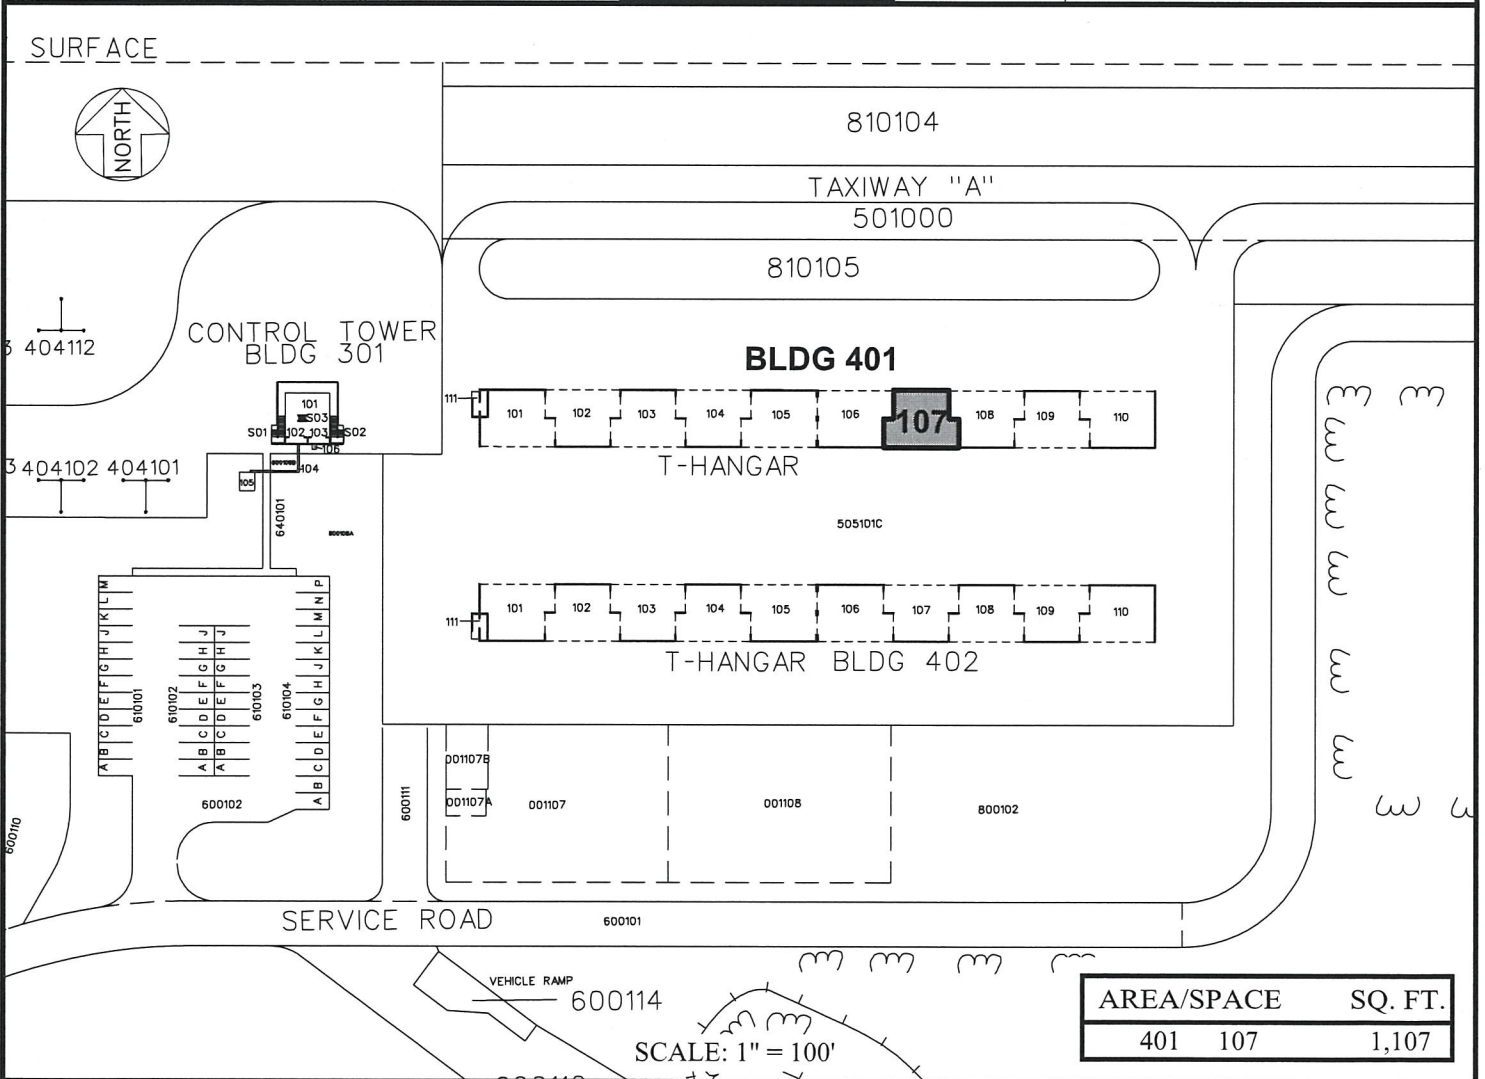 SURFACE
NORTH
810104
TAXIWAY "A"
501000
810105
CONTROL TOWER
BLDG 301
404112
BLDG 401
111
101 102 103 104 105 106 107 108 109 110
T-HANGAR
101
S03
S01 102 103 S02
106
104
105
404102 404101
640101
505101C
111
101 102 103 104 105 106 107 108 109 110
T-HANGAR BLDG 402
M L K J H G F E D C B A
610101
610102
J H G F E D C B A
J H G F E D C B A
610103
610104
P N M L K J H G F E D C B A
600102
600110
600111
001107B
001107A
001107
001108
800102
SERVICE ROAD
600101
VEHICLE RAMP
600114
SCALE: 1" = 100'
AREA/SPACE SQ. FT.
401 107 1,107